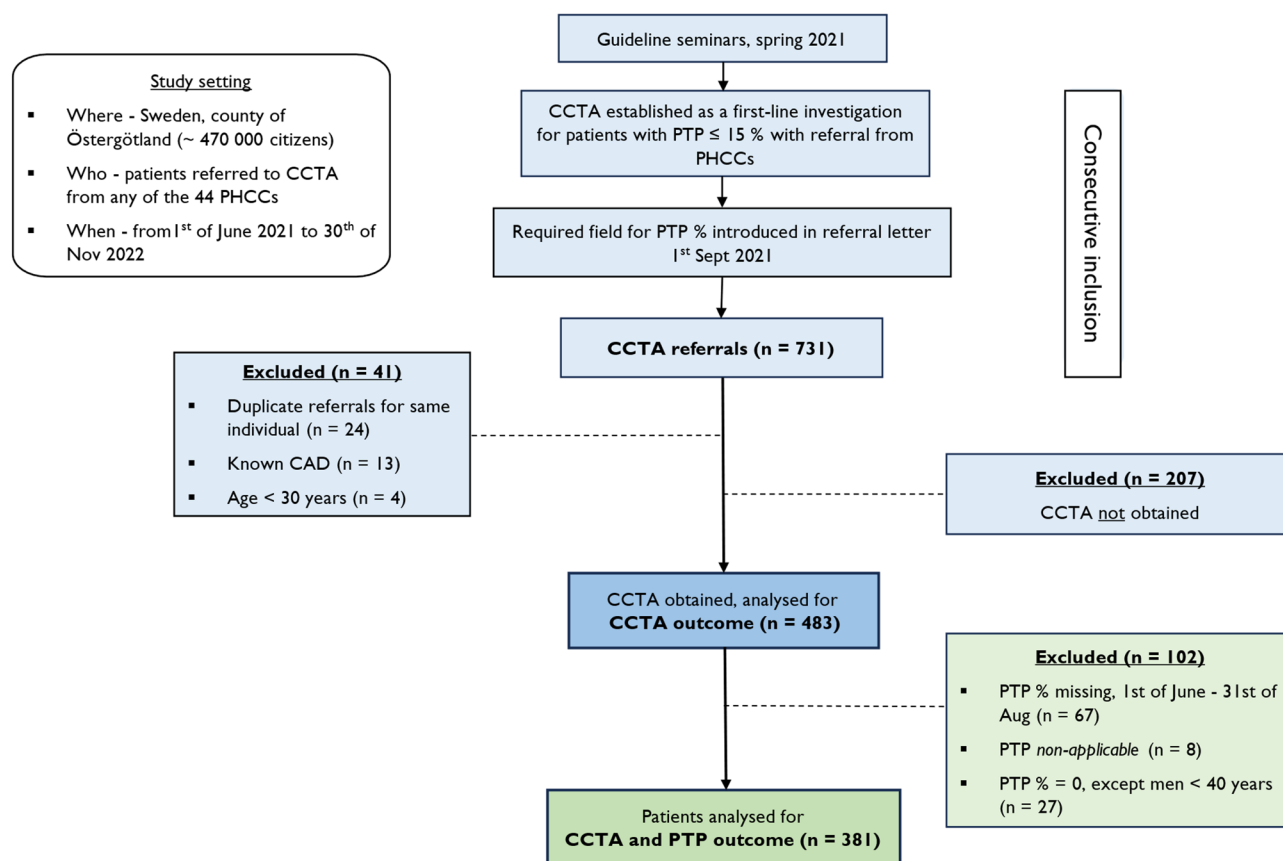 Guideline seminars, spring 2021
Study setting
▪ Where - Sweden, county of
Östergötland (~ 470 000 citizens)
▪ Who - patients referred to CCTA
from any of the 44 PHCCs
▪ When - from1st of June 2021 to 30th of
Nov 2022
CCTA established as a first-line investigation
for patients with PTP ≤ 15 % with referral from
PHCCs
Required field for PTP % introduced in referral letter
1st Sept 2021
Consecutive inclusion
CCTA referrals (n = 731)
Excluded (n = 41)
▪ Duplicate referrals for same
individual (n = 24)
▪ Known CAD (n = 13)
▪ Age < 30 years (n = 4)
Excluded (n = 207)
CCTA not obtained
CCTA obtained, analysed for
CCTA outcome (n = 483)
Excluded (n = 102)
▪ PTP % missing, 1st of June - 31st of
Aug (n = 67)
▪ PTP non-applicable (n = 8)
▪ PTP % = 0, except men < 40 years
(n = 27)
Patients analysed for
CCTA and PTP outcome (n = 381)